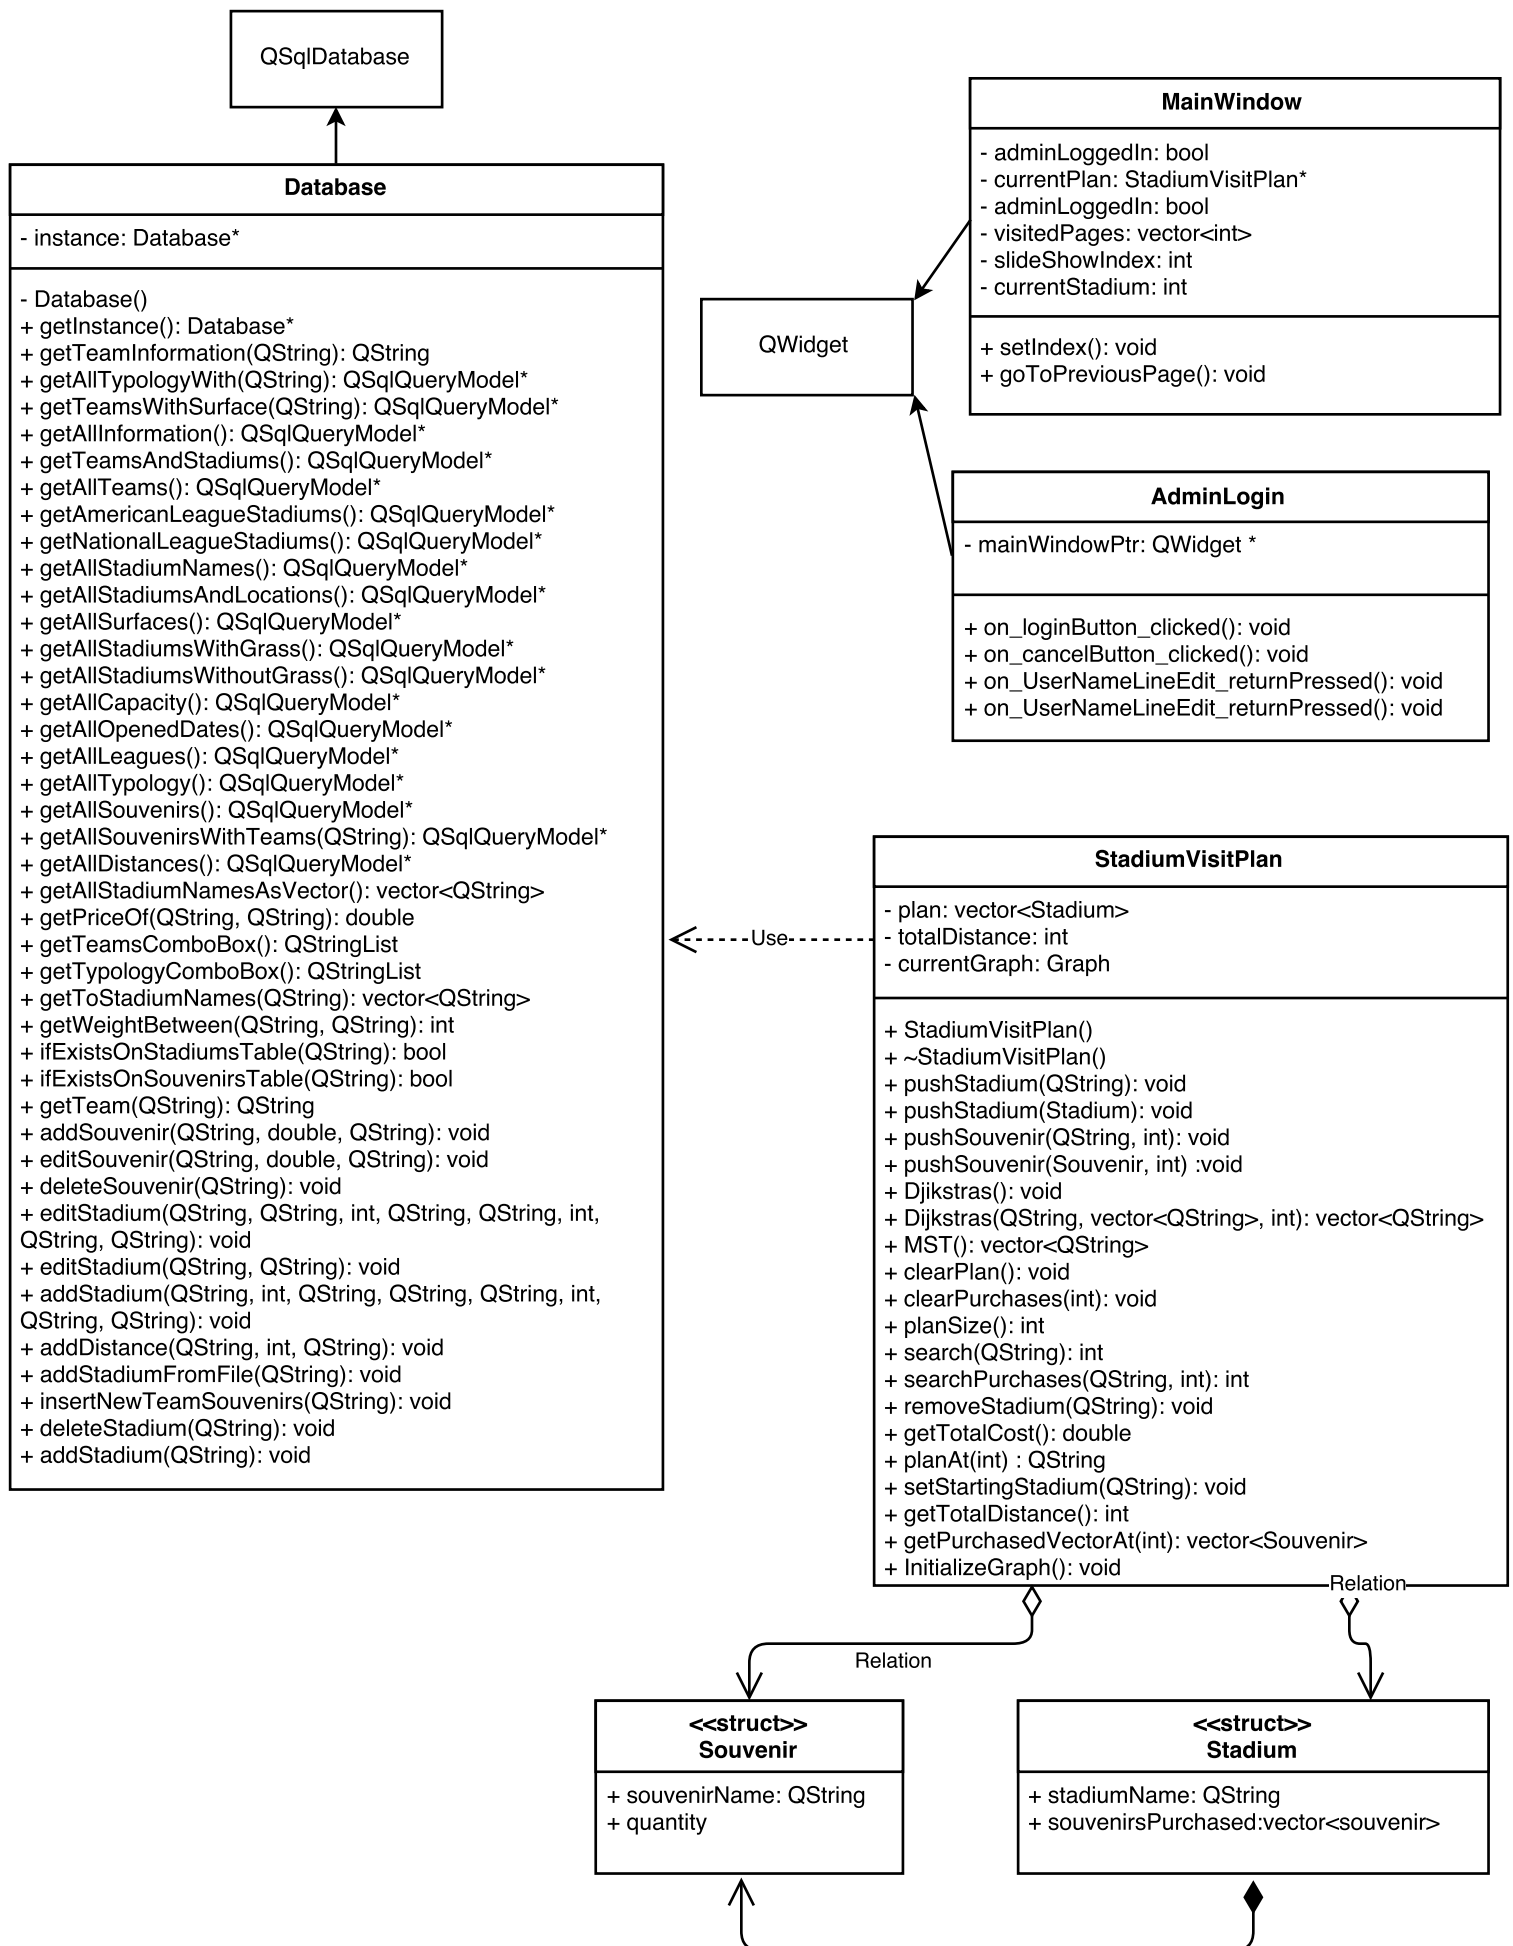 QSqlDatabase
Database
- instance: Database*
- Database()
+ getInstance(): Database*
+ getTeamInformation(QString): QString
+ getAllTypologyWith(QString): QSqlQueryModel*
+ getTeamsWithSurface(QString): QSqlQueryModel*
+ getAllInformation(): QSqlQueryModel*
+ getTeamsAndStadiums(): QSqlQueryModel*
+ getAllTeams(): QSqlQueryModel*
+ getAmericanLeagueStadiums(): QSqlQueryModel*
+ getNationalLeagueStadiums(): QSqlQueryModel*
+ getAllStadiumNames(): QSqlQueryModel*
+ getAllStadiumsAndLocations(): QSqlQueryModel*
+ getAllSurfaces(): QSqlQueryModel*
+ getAllStadiumsWithGrass(): QSqlQueryModel*
+ getAllStadiumsWithoutGrass(): QSqlQueryModel*
+ getAllCapacity(): QSqlQueryModel*
+ getAllOpenedDates(): QSqlQueryModel*
+ getAllLeagues(): QSqlQueryModel*
+ getAllTypology(): QSqlQueryModel*
+ getAllSouvenirs(): QSqlQueryModel*
+ getAllSouvenirsWithTeams(QString): QSqlQueryModel*
+ getAllDistances(): QSqlQueryModel*
+ getAllStadiumNamesAsVector(): vector<QString>
+ getPriceOf(QString, QString): double
+ getTeamsComboBox(): QStringList
+ getTypologyComboBox(): QStringList
+ getToStadiumNames(QString): vector<QString>
+ getWeightBetween(QString, QString): int
+ ifExistsOnStadiumsTable(QString): bool
+ ifExistsOnSouvenirsTable(QString): bool
+ getTeam(QString): QString
+ addSouvenir(QString, double, QString): void
+ editSouvenir(QString, double, QString): void
+ deleteSouvenir(QString): void
+ editStadium(QString, QString, int, QString, QString, int,
QString, QString): void
+ editStadium(QString, QString): void
+ addStadium(QString, int, QString, QString, QString, int,
QString, QString): void
+ addDistance(QString, int, QString): void
+ addStadiumFromFile(QString): void
+ insertNewTeamSouvenirs(QString): void
+ deleteStadium(QString): void
+ addStadium(QString): void
MainWindow
- adminLoggedIn: bool
- currentPlan: StadiumVisitPlan*
- adminLoggedIn: bool
- visitedPages: vector<int>
- slideShowIndex: int
- currentStadium: int
+ setIndex(): void
+ goToPreviousPage(): void
QWidget
AdminLogin
- mainWindowPtr: QWidget *
+ on_loginButton_clicked(): void
+ on_cancelButton_clicked(): void
+ on_UserNameLineEdit_returnPressed(): void
+ on_UserNameLineEdit_returnPressed(): void
Use
StadiumVisitPlan
- plan: vector<Stadium>
- totalDistance: int
- currentGraph: Graph
+ StadiumVisitPlan()
+ ~StadiumVisitPlan()
+ pushStadium(QString): void
+ pushStadium(Stadium): void
+ pushSouvenir(QString, int): void
+ pushSouvenir(Souvenir, int) :void
+ Djikstras(): void
+ Dijkstras(QString, vector<QString>, int): vector<QString>
+ MST(): vector<QString>
+ clearPlan(): void
+ clearPurchases(int): void
+ planSize(): int
+ search(QString): int
+ searchPurchases(QString, int): int
+ removeStadium(QString): void
+ getTotalCost(): double
+ planAt(int) : QString
+ setStartingStadium(QString): void
+ getTotalDistance(): int
+ getPurchasedVectorAt(int): vector<Souvenir>
+ InitializeGraph(): void
Relation
Relation
<<struct>>
Souvenir
+ souvenirName: QString
+ quantity
<<struct>>
Stadium
+ stadiumName: QString
+ souvenirsPurchased:vector<souvenir>